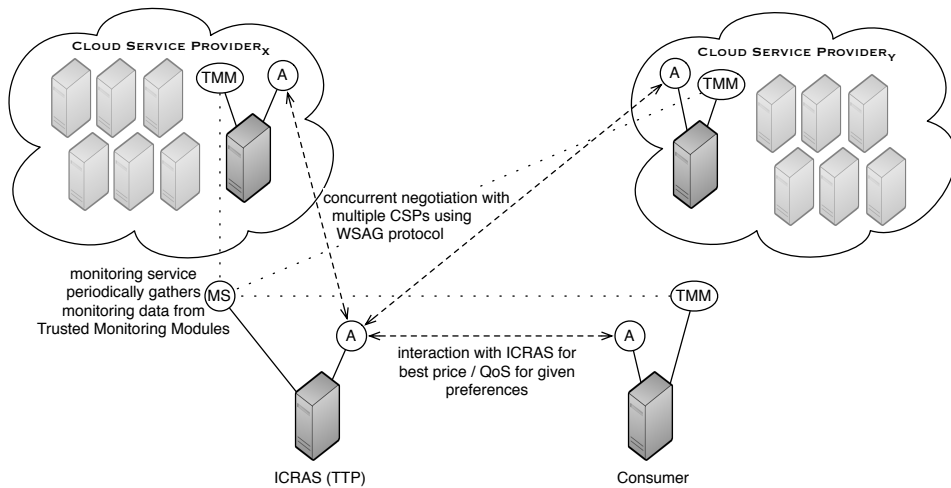 CLOUD SERVICE PROVIDERX
TMM
A
CLOUD SERVICE PROVIDERY
A
TMM
concurrent negotiation with
multiple CSPs using
WSAG protocol
monitoring service
periodically gathers
monitoring data from
Trusted Monitoring Modules
MS
TMM
A
A
interaction with ICRAS for
best price / QoS for given
preferences
ICRAS (TTP)
Consumer